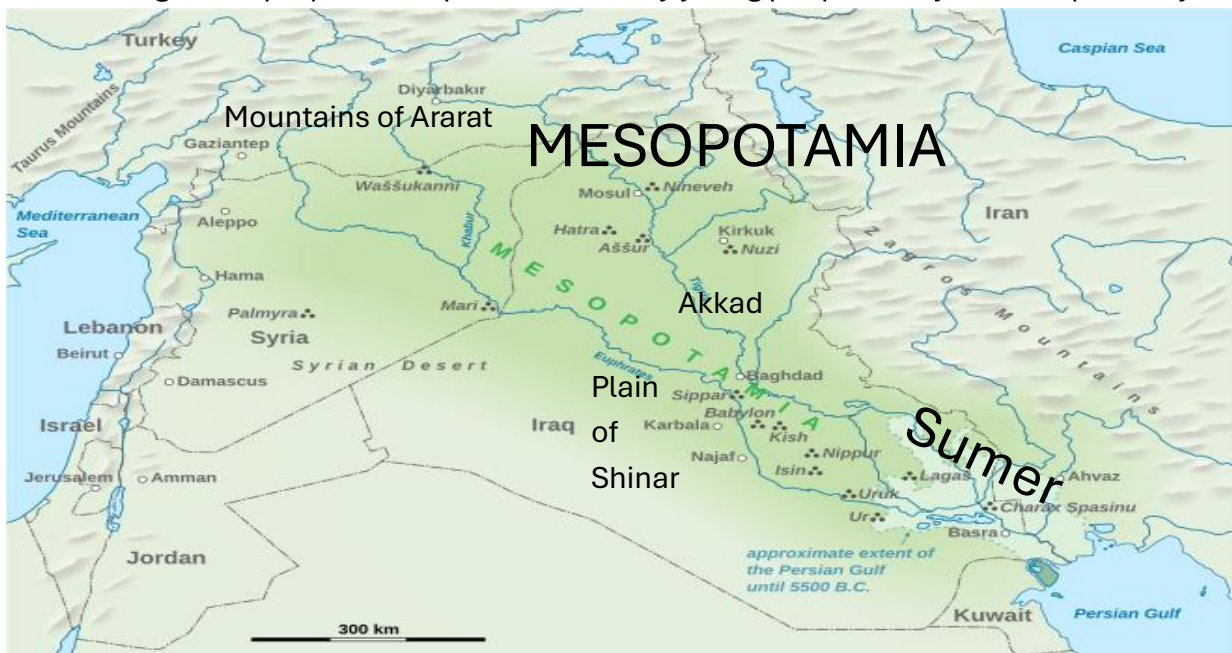 Turkey
Caspian Sea
Diyarbakır
Mountains of Ararat
MESOPOTAMIA
Taurus Mountains
Gaziantep
Waššukanni
Mosul
Nineveh
Mediterranean
Sea
Aleppo
Khabur
Hatra
Aššur
Kirkuk
Nuzi
Iran
Zagros Mountains
Hama
MESOPOTAMIA
Akkad
Mari
Palmyra
Lebanon
Syria
Beirut
Syrian Desert
Euphrates
Baghdad
Damascus
Plain
of
Shinar
Sippar
Babylon
Sumer
Israel
Iraq
Karbala
Kish
Najaf
Nippur
Isin
Lagaš
Ahvaz
Jerusalem
Amman
Uruk
Charax Spasinu
Ur
Basra
Jordan
approximate extent of
the Persian Gulf
until 5500 B.C.
Kuwait
Persian Gulf
300 km